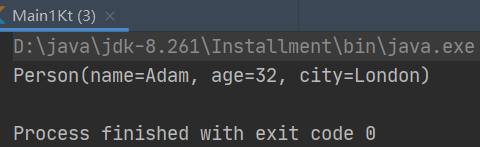 Main1Kt (3) ×
D:\java\jdk-8.261\Installment\bin\java.exe
Person(name=Adam, age=32, city=London)
Process finished with exit code 0